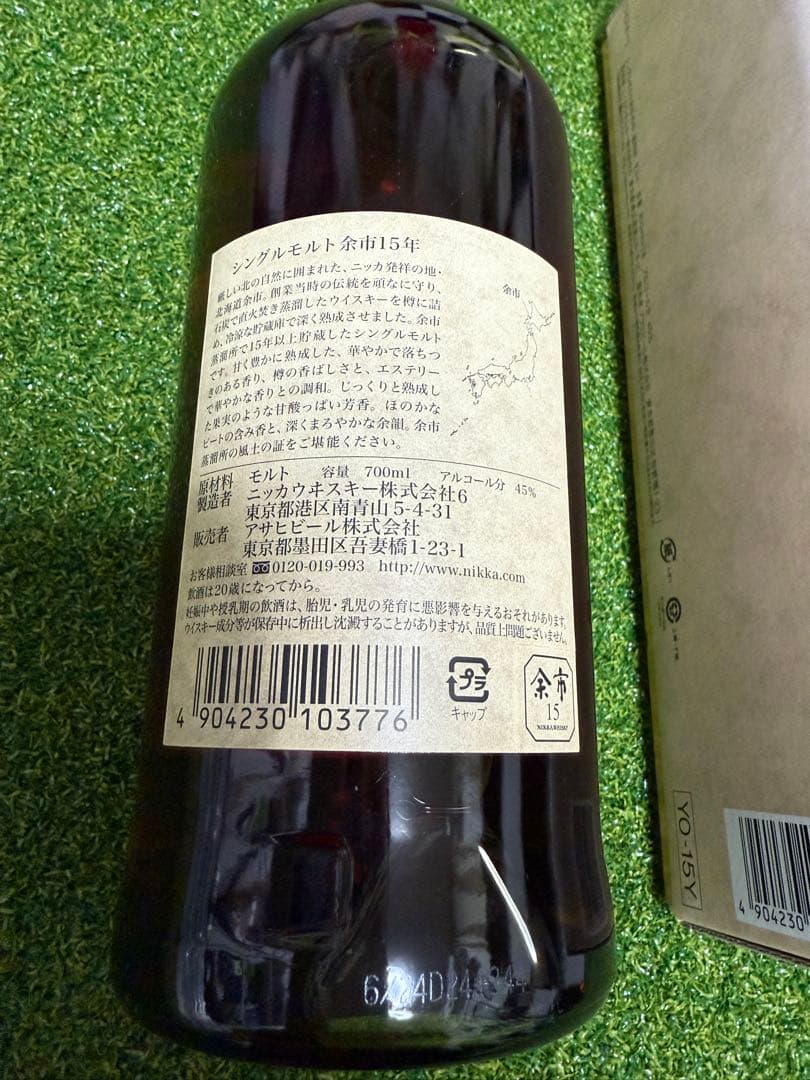 シングルモルト余市15年
厳しい北の自然に囲まれた、ニッカ発祥の地・
北海道余市。創業当時の伝統を頑なに守り、
石炭で直火焚き蒸溜したウイスキーを樽に詰
め、冷涼な貯蔵庫で深く熟成させました。余市
蒸溜所で15年以上貯蔵したシングルモルト
です。甘く豊かに熟成した、華やかで落ちつ
きのある香り、樽の香ばしさと、エステリー
で華やかな香りとの調和。じっくりと熟成し
た果実のような甘酸っぱい芳香。ほのかな
ピートの含み香と、深くまろやかな余韻。余市
蒸溜所の風土の証をご堪能ください。
余市
原材料 モルト 容量 700ml アルコール分 45%
製造者 ニッカウヰスキー株式会社6
東京都港区南青山5-4-31
販売者 アサヒビール株式会社
東京都墨田区吾妻橋1-23-1
お客様相談室 0120-019-993 http://www.nikka.com
飲酒は20歳になってから。
妊娠中や授乳期の飲酒は、胎児・乳児の発育に悪影響を与えるおそれがあります。
ウイスキー成分等が保存中に析出し沈澱することがありますが、品質上問題ございません。
4 904230 103776
プラ
キャップ
余市
15
NIKKA WHISKY
YO-15Y
4 904230